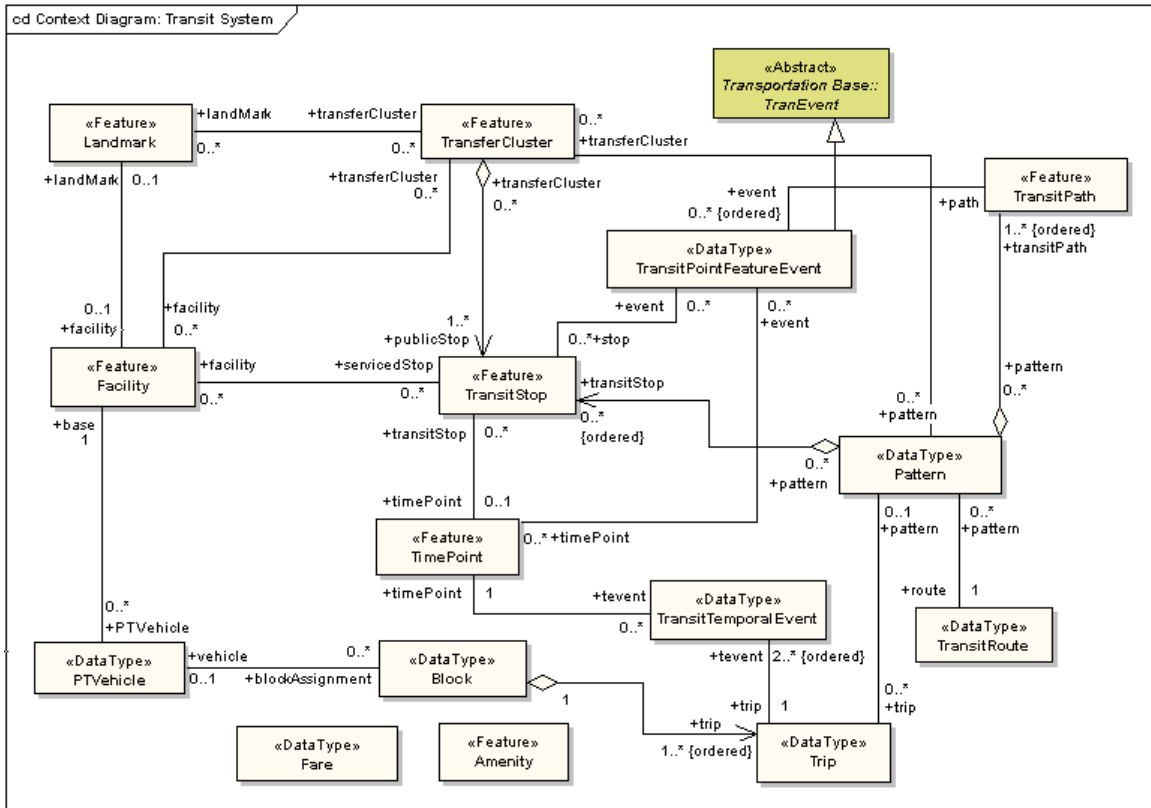 cd Context Diagram: Transit System
«Abstract»
Transportation Base::
TranEvent
«Feature»
Landmark
+landMark
0..*
+transferCluster
0..*
«Feature»
TransferCluster
0..*
+transferCluster
+landMark
0..1
+transferCluster
0..*
+transferCluster
0..*
+event
0..* {ordered}
+path
«Feature»
TransitPath
1..* {ordered}
+transitPath
«DataType»
TransitPointFeatureEvent
+event
0..*
0..*
+event
0..1
+facility
+facility
0..*
1..*
+publicStop
0..*
+stop
«Feature»
Facility
+facility
0..*
+servicedStop
0..*
«Feature»
TransitStop
+transitStop
0..*
{ordered}
+pattern
0..*
0..*
+pattern
+base
1
+transitStop
0..*
0..*
+pattern
«DataType»
Pattern
+timePoint
0..1
0..1
+pattern
0..*
+pattern
«Feature»
TimePoint
0..*
+timePoint
+timePoint
1
+tevent
0..*
«DataType»
TransitTemporalEvent
+route
1
«DataType»
TransitRoute
0..*
+PTVehicle
«DataType»
PTVehicle
+vehicle
0..1
0..*
+blockAssignment
«DataType»
Block
1
+tevent
2..* {ordered}
0..*
+trip
+trip
1
+trip
1..* {ordered}
«DataType»
Trip
«DataType»
Fare
«Feature»
Amenity